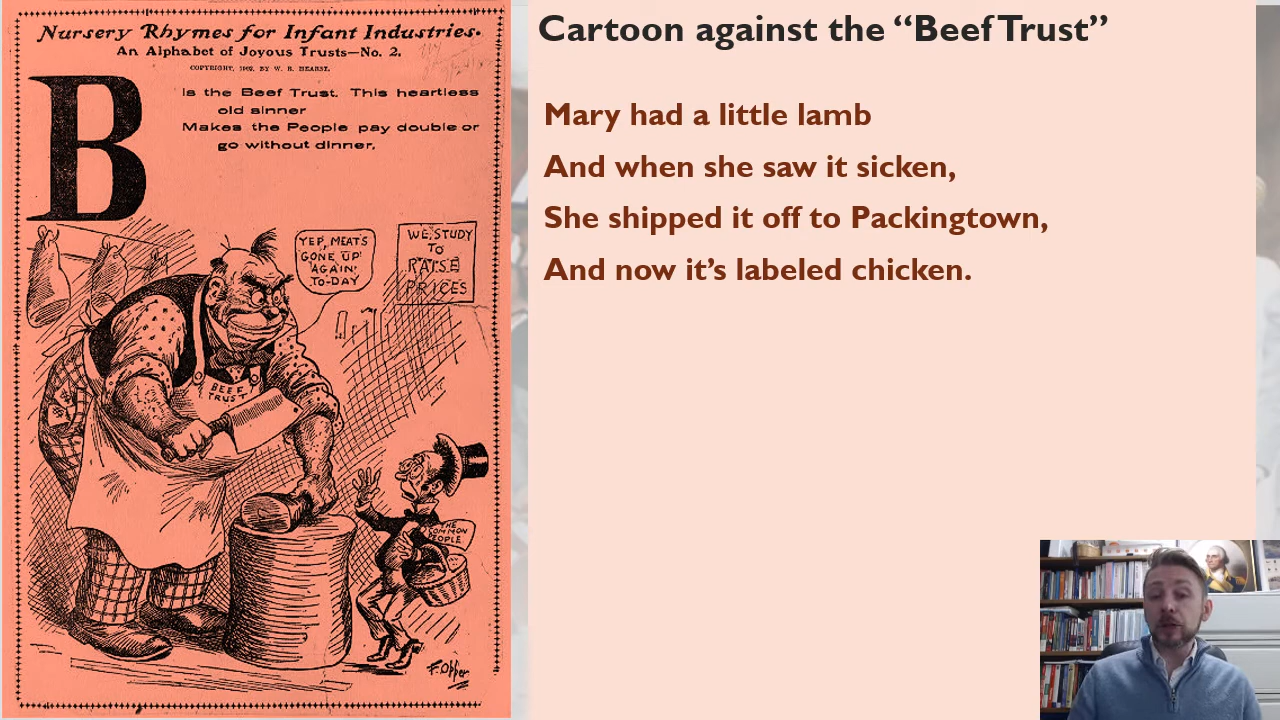 Nursery Rhymes for Infant Industries.
An Alphabet of Joyous Trusts—No. 2.
COPYRIGHT, 1902, BY W. R. HEARST.
B
is the Beef Trust. This heartless
old sinner
Makes the People pay double or
go without dinner.
YEP, MEAT'S
GONE UP
AGAIN
TO-DAY
WE STUDY
TO
RAISE
PRICES
BEEF
TRUST
THE
COMMON
PEOPLE
F. Opper
Cartoon against the “Beef Trust”
Mary had a little lamb
And when she saw it sicken,
She shipped it off to Packingtown,
And now it’s labeled chicken.